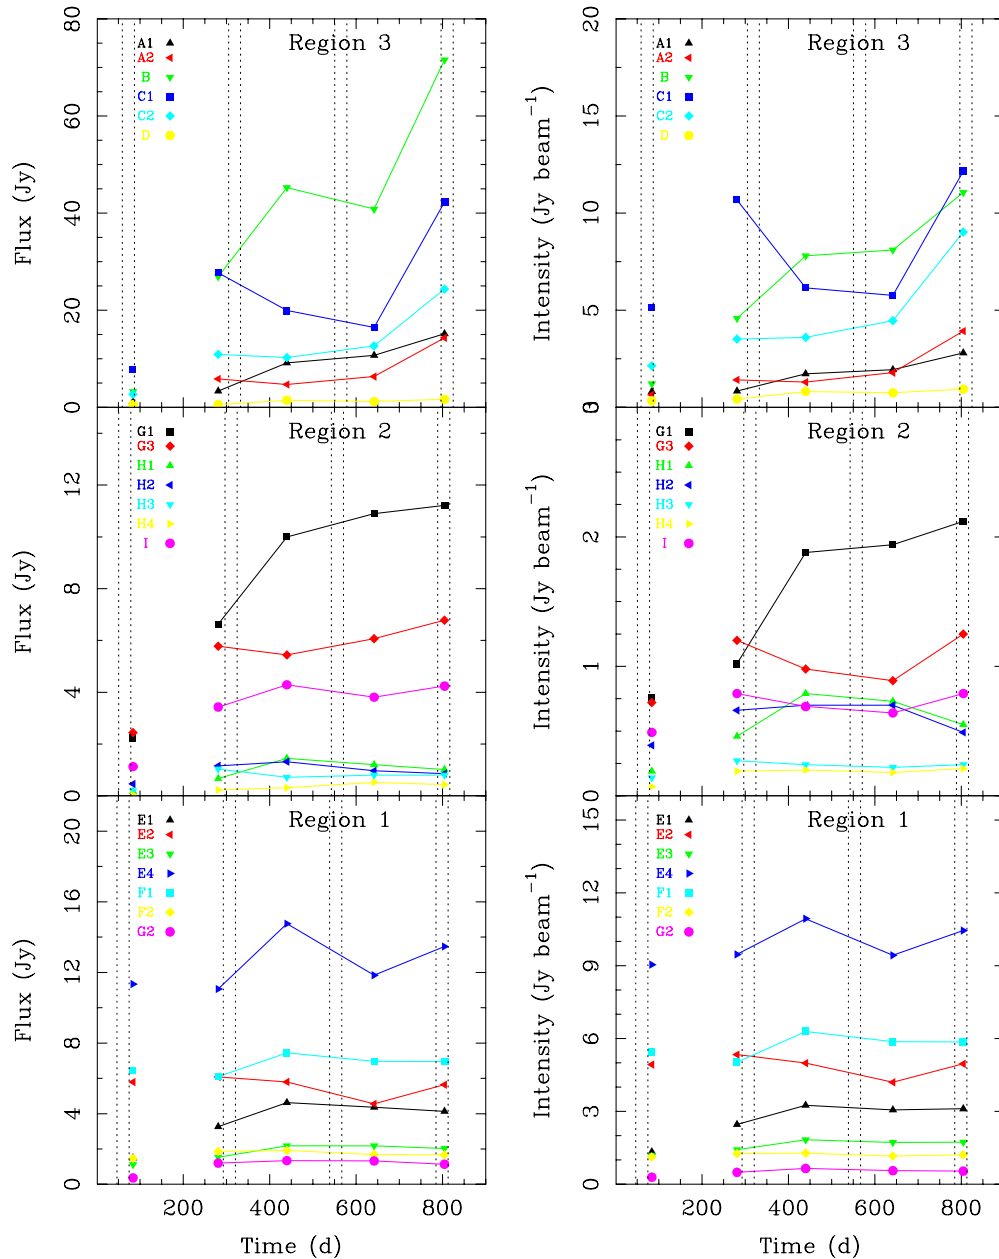 80
60
40
20
0
Flux (Jy)
Region 3
A1
A2
B
C1
C2
D
20
15
10
5
0
Intensity (Jy beam−1)
Region 3
A1
A2
B
C1
C2
D
12
8
4
0
Flux (Jy)
Region 2
G1
G3
H1
H2
H3
H4
I
3
2
1
0
Intensity (Jy beam−1)
Region 2
G1
G3
H1
H2
H3
H4
I
20
16
12
8
4
0
Flux (Jy)
Region 1
E1
E2
E3
E4
F1
F2
G2
200 400 600 800
Time (d)
15
12
9
6
3
0
Intensity (Jy beam−1)
Region 1
E1
E2
E3
E4
F1
F2
G2
200 400 600 800
Time (d)